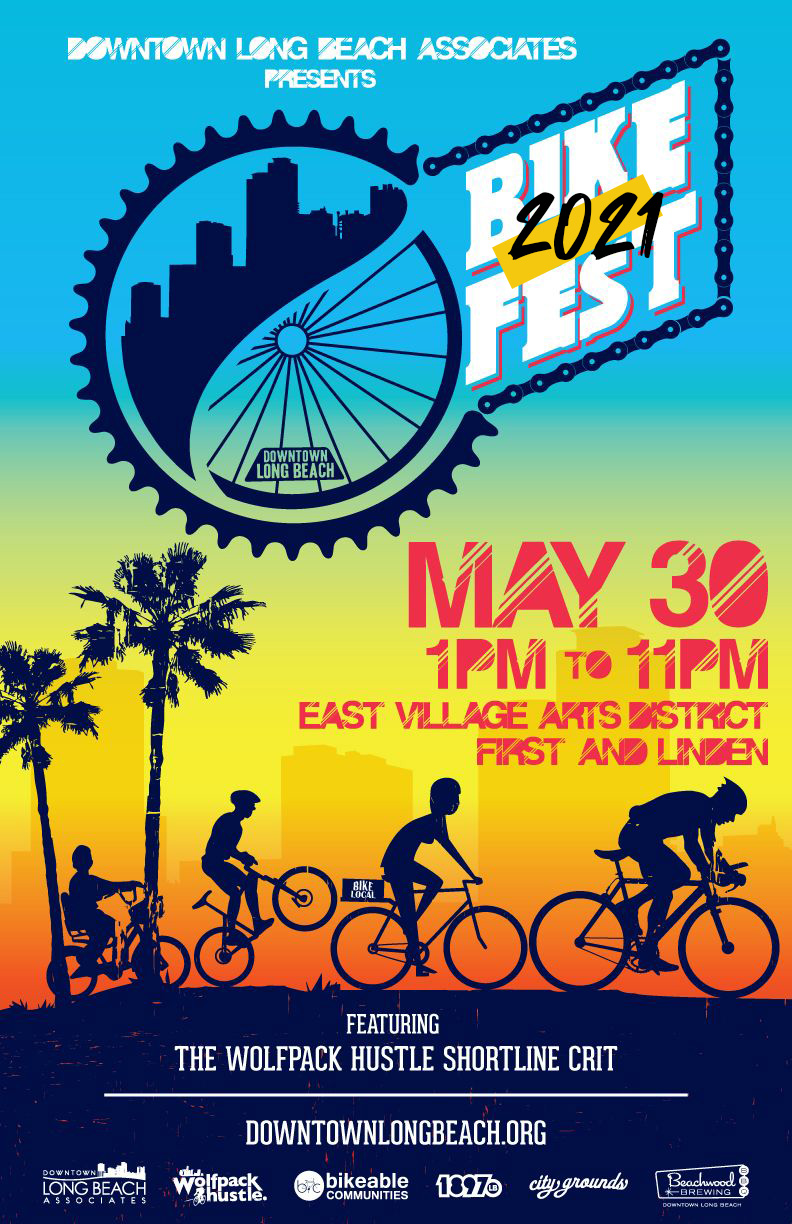 DOWNTOWN LONG BEACH ASSOCIATES
PRESENTS
BIKE
2021
FEST
DOWNTOWN
LONG BEACH
MAY 30
1PM TO 11PM
EAST VILLAGE ARTS DISTRICT
FIRST AND LINDEN
BIKE
LOCAL
FEATURING
THE WOLFPACK HUSTLE SHORTLINE CRIT
DOWNTOWNLONGBEACH.ORG
DOWNTOWN
LONG BEACH
ASSOCIATES
Wolfpack
hustle.
bikeable
COMMUNITIES
city grounds
Beachwood
BREWING
DOWNTOWN LONG BEACH